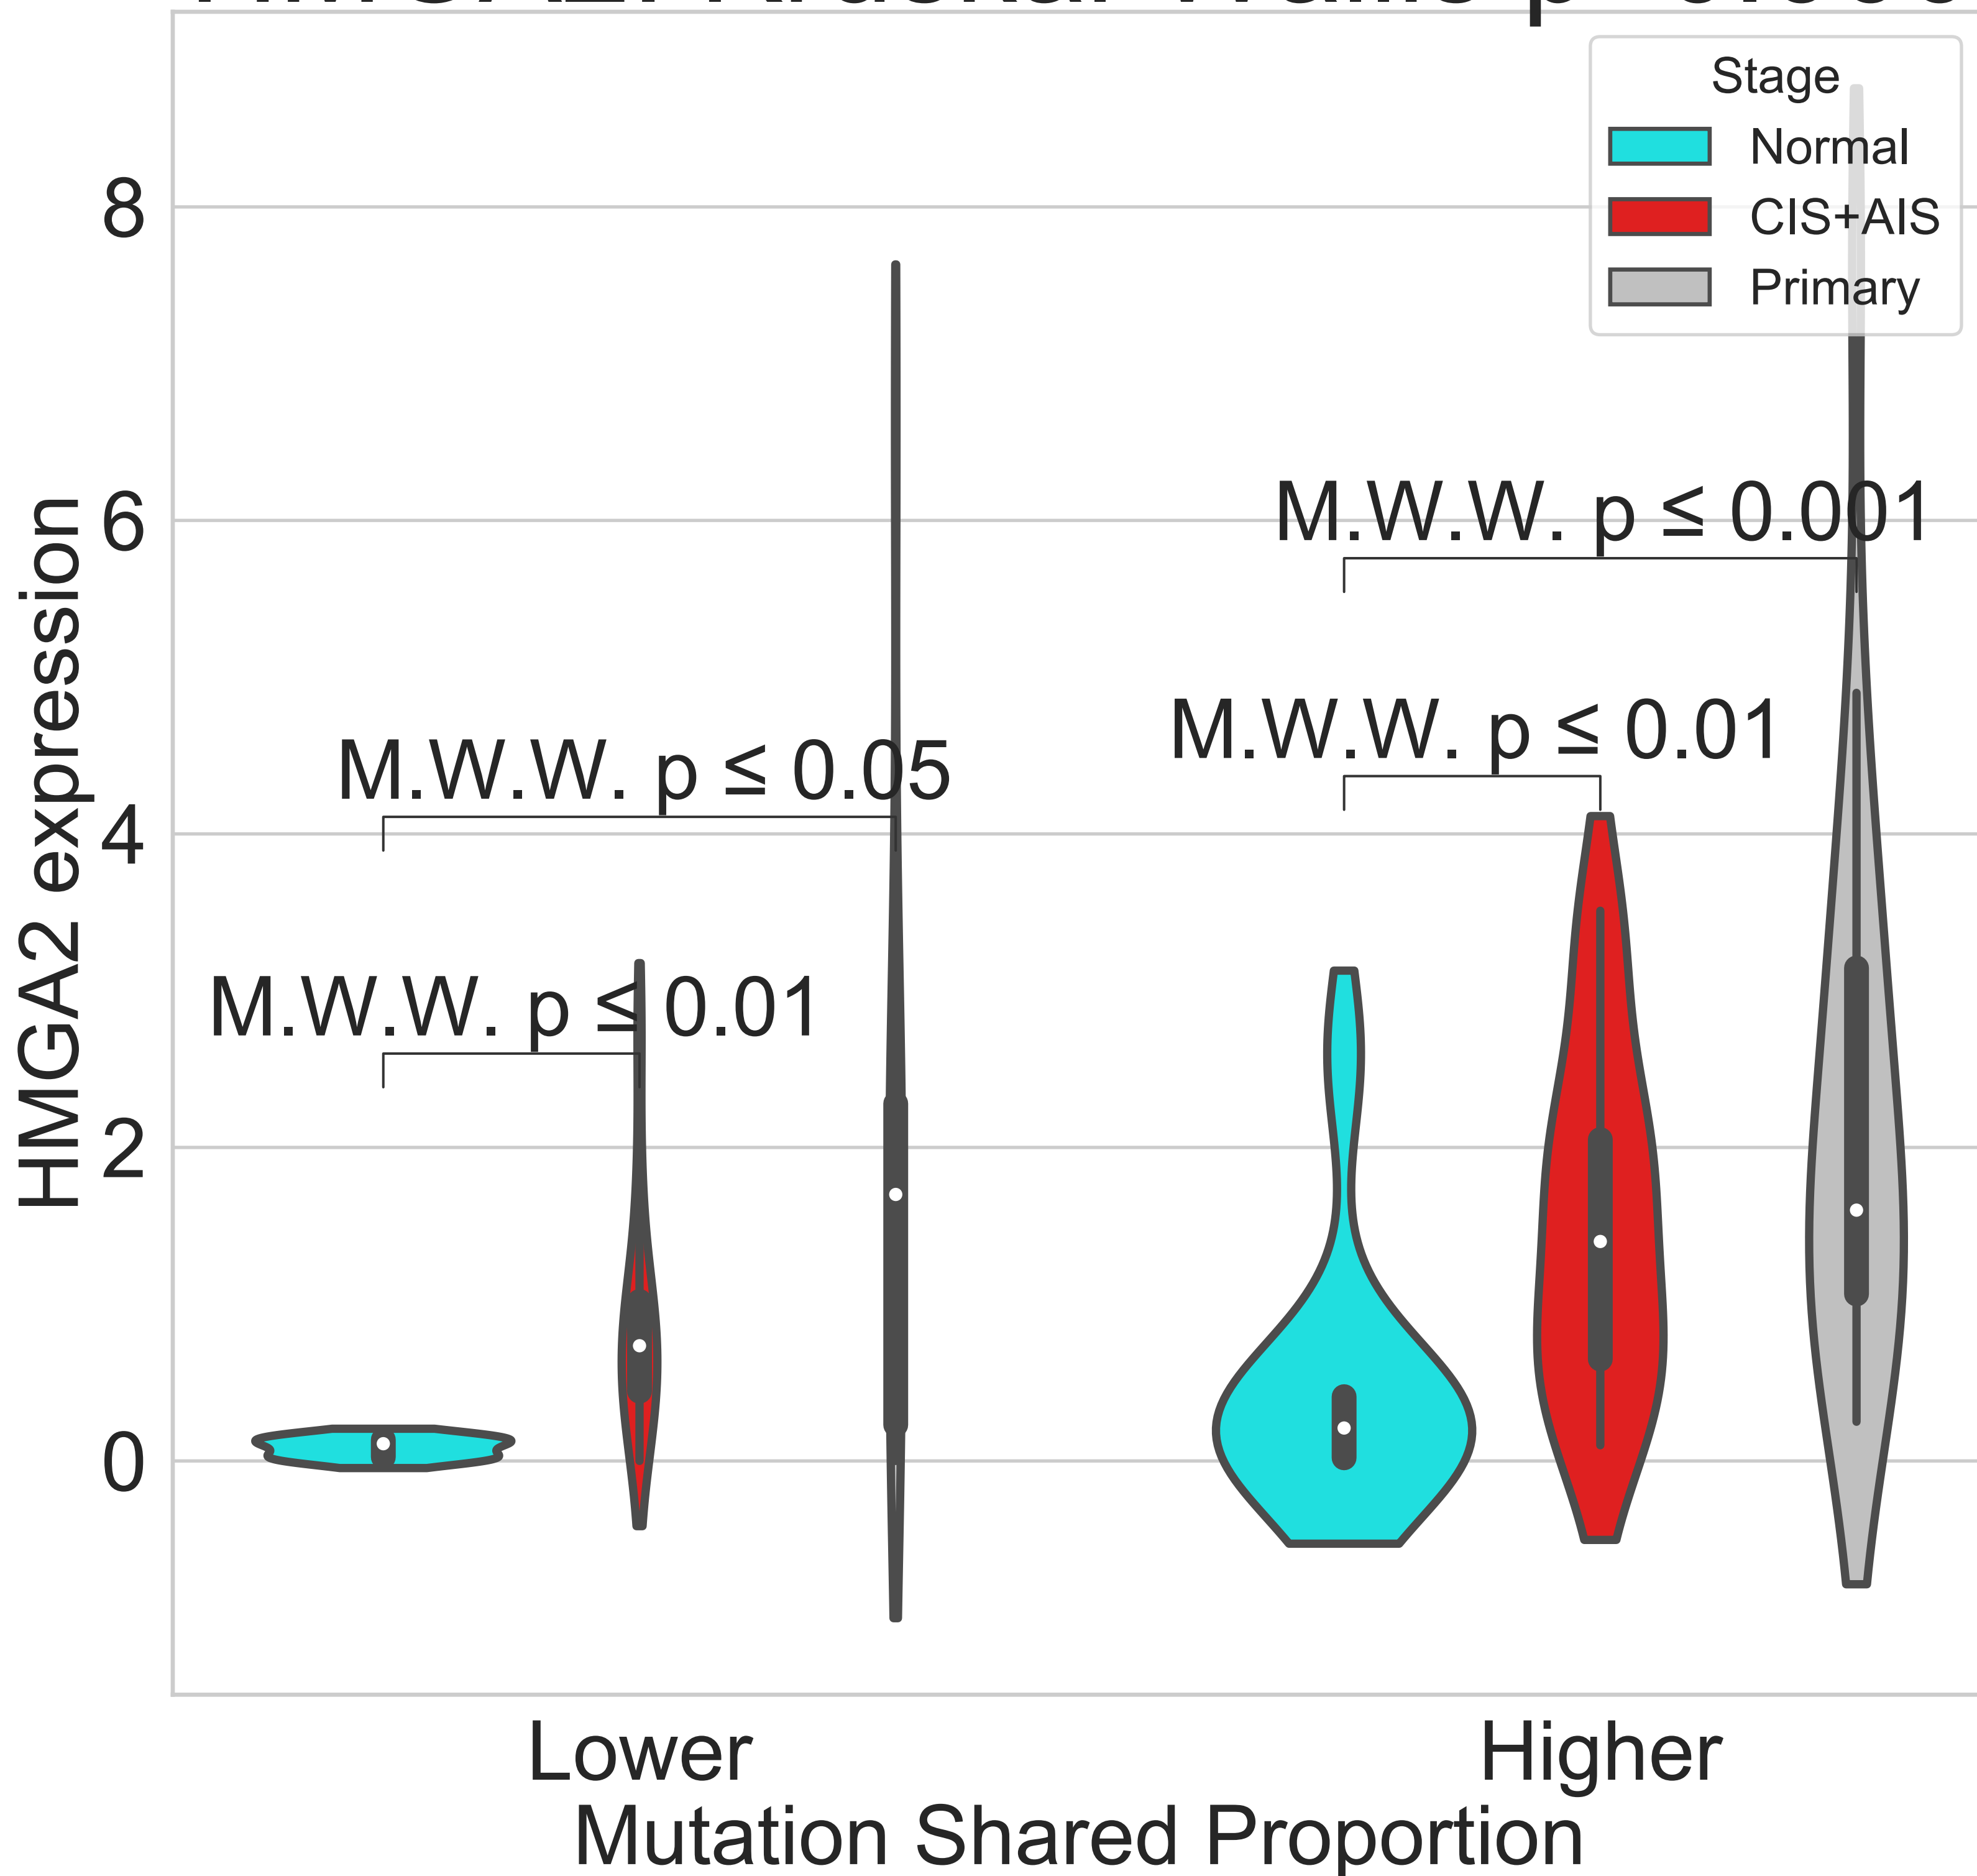 Stage
Normal
CIS+AIS
Primary
8
6
4
2
0
HMGA2 expression
M.W.W. p ≤ 0.001
M.W.W. p ≤ 0.01
M.W.W. p ≤ 0.05
M.W.W. p ≤ 0.01
Lower
Higher
Mutation Shared Proportion